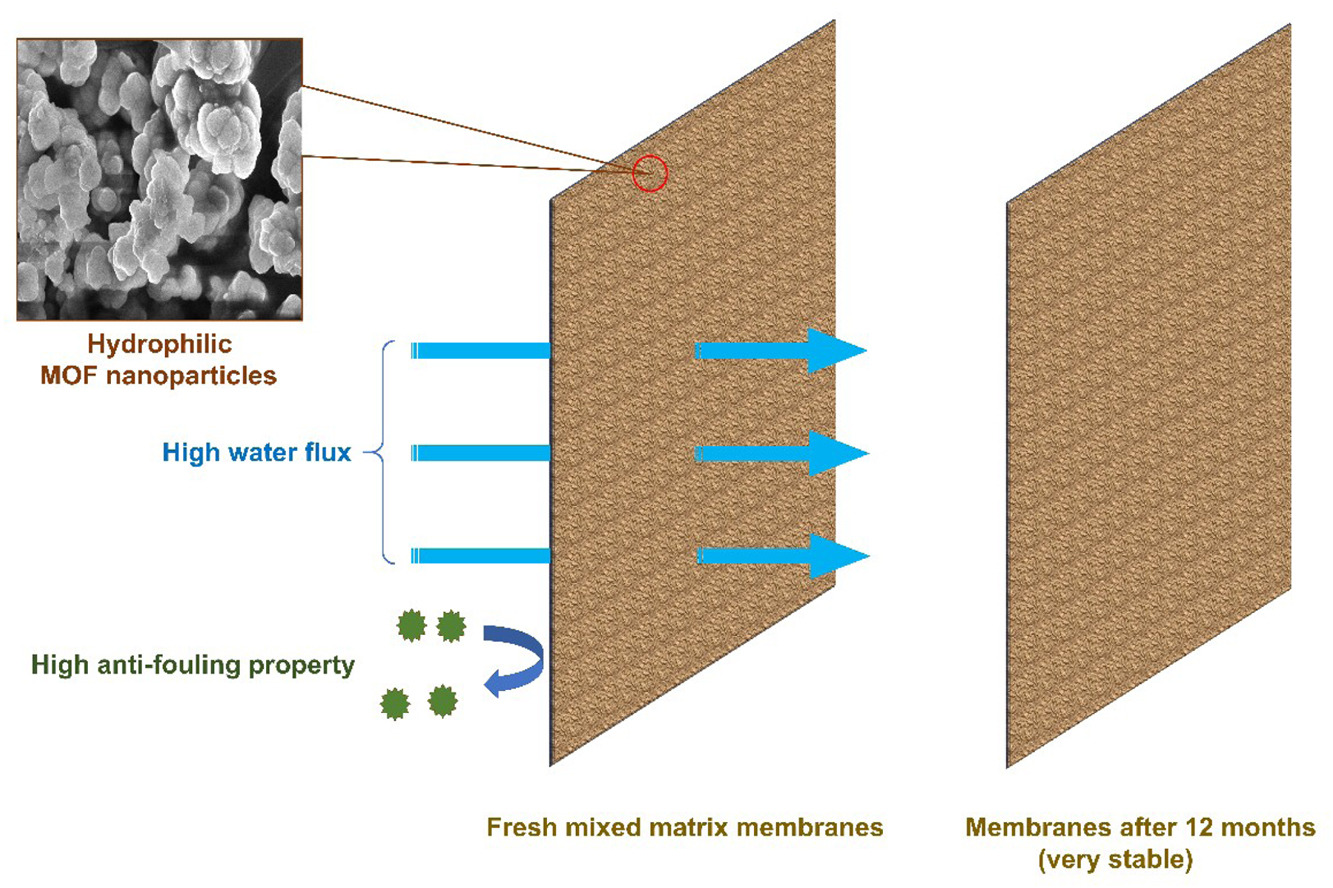 Hydrophilic
MOF nanoparticles
High water flux
High anti-fouling property
Fresh mixed matrix membranes
Membranes after 12 months
(very stable)